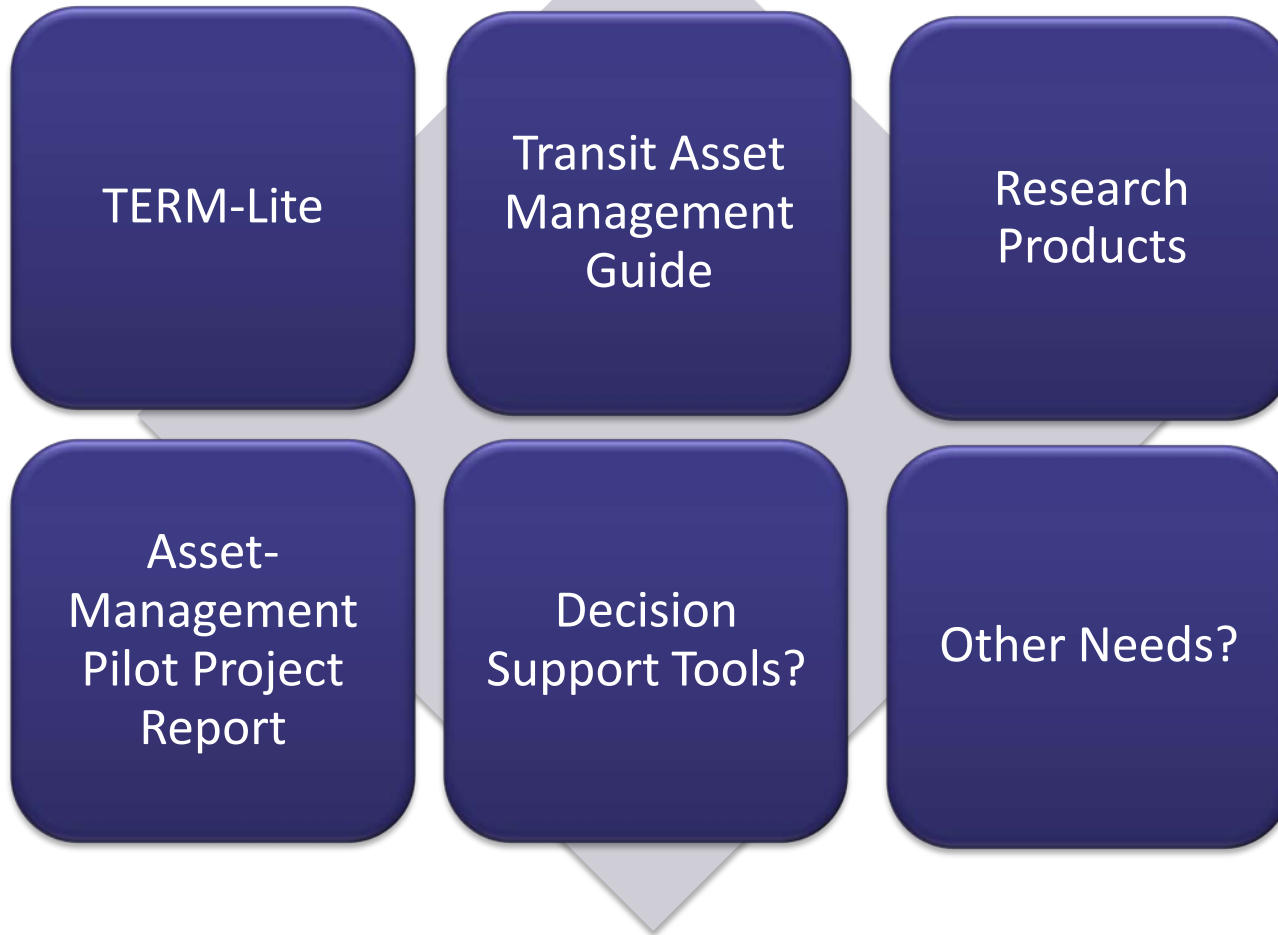 TERM-Lite
Transit Asset
Management
Guide
Research
Products
Asset-
Management
Pilot Project
Report
Decision
Support Tools?
Other Needs?